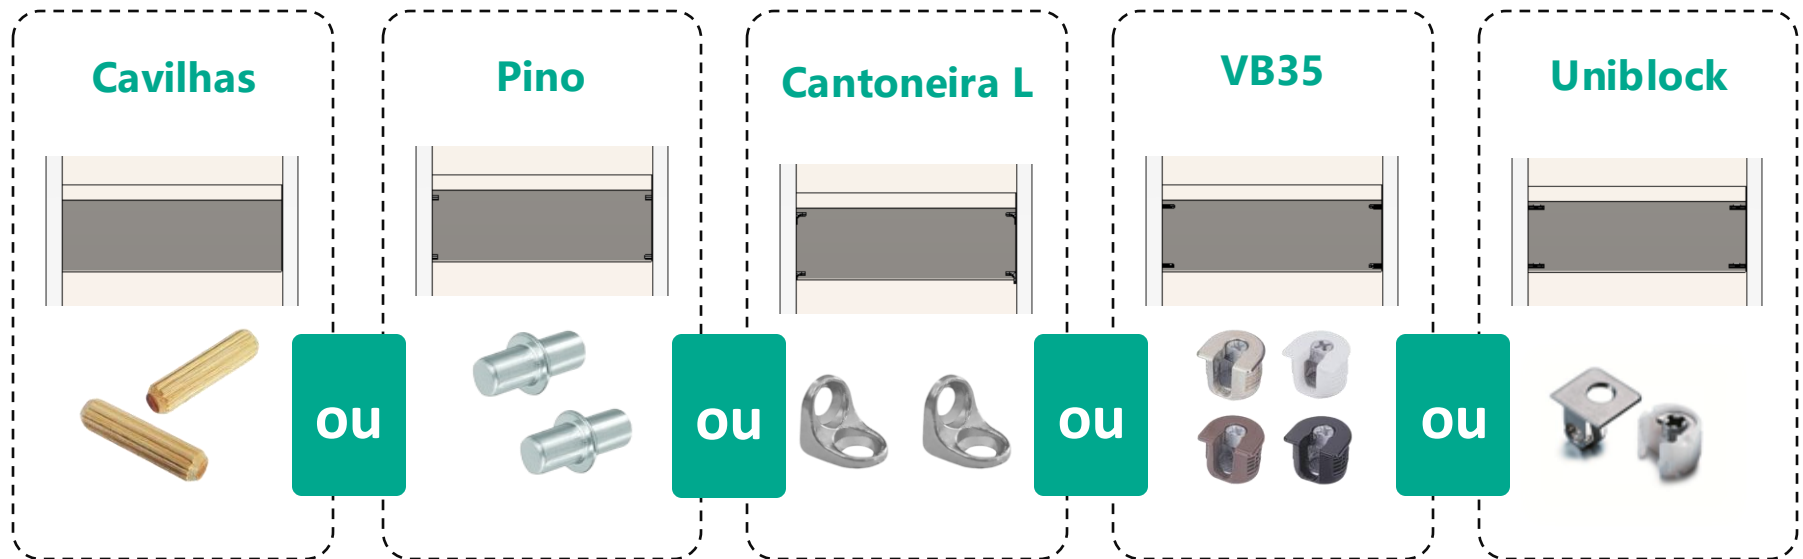 Cavilhas
Pino
Cantoneira L
VB35
Uniblock
ou
ou
ou
ou